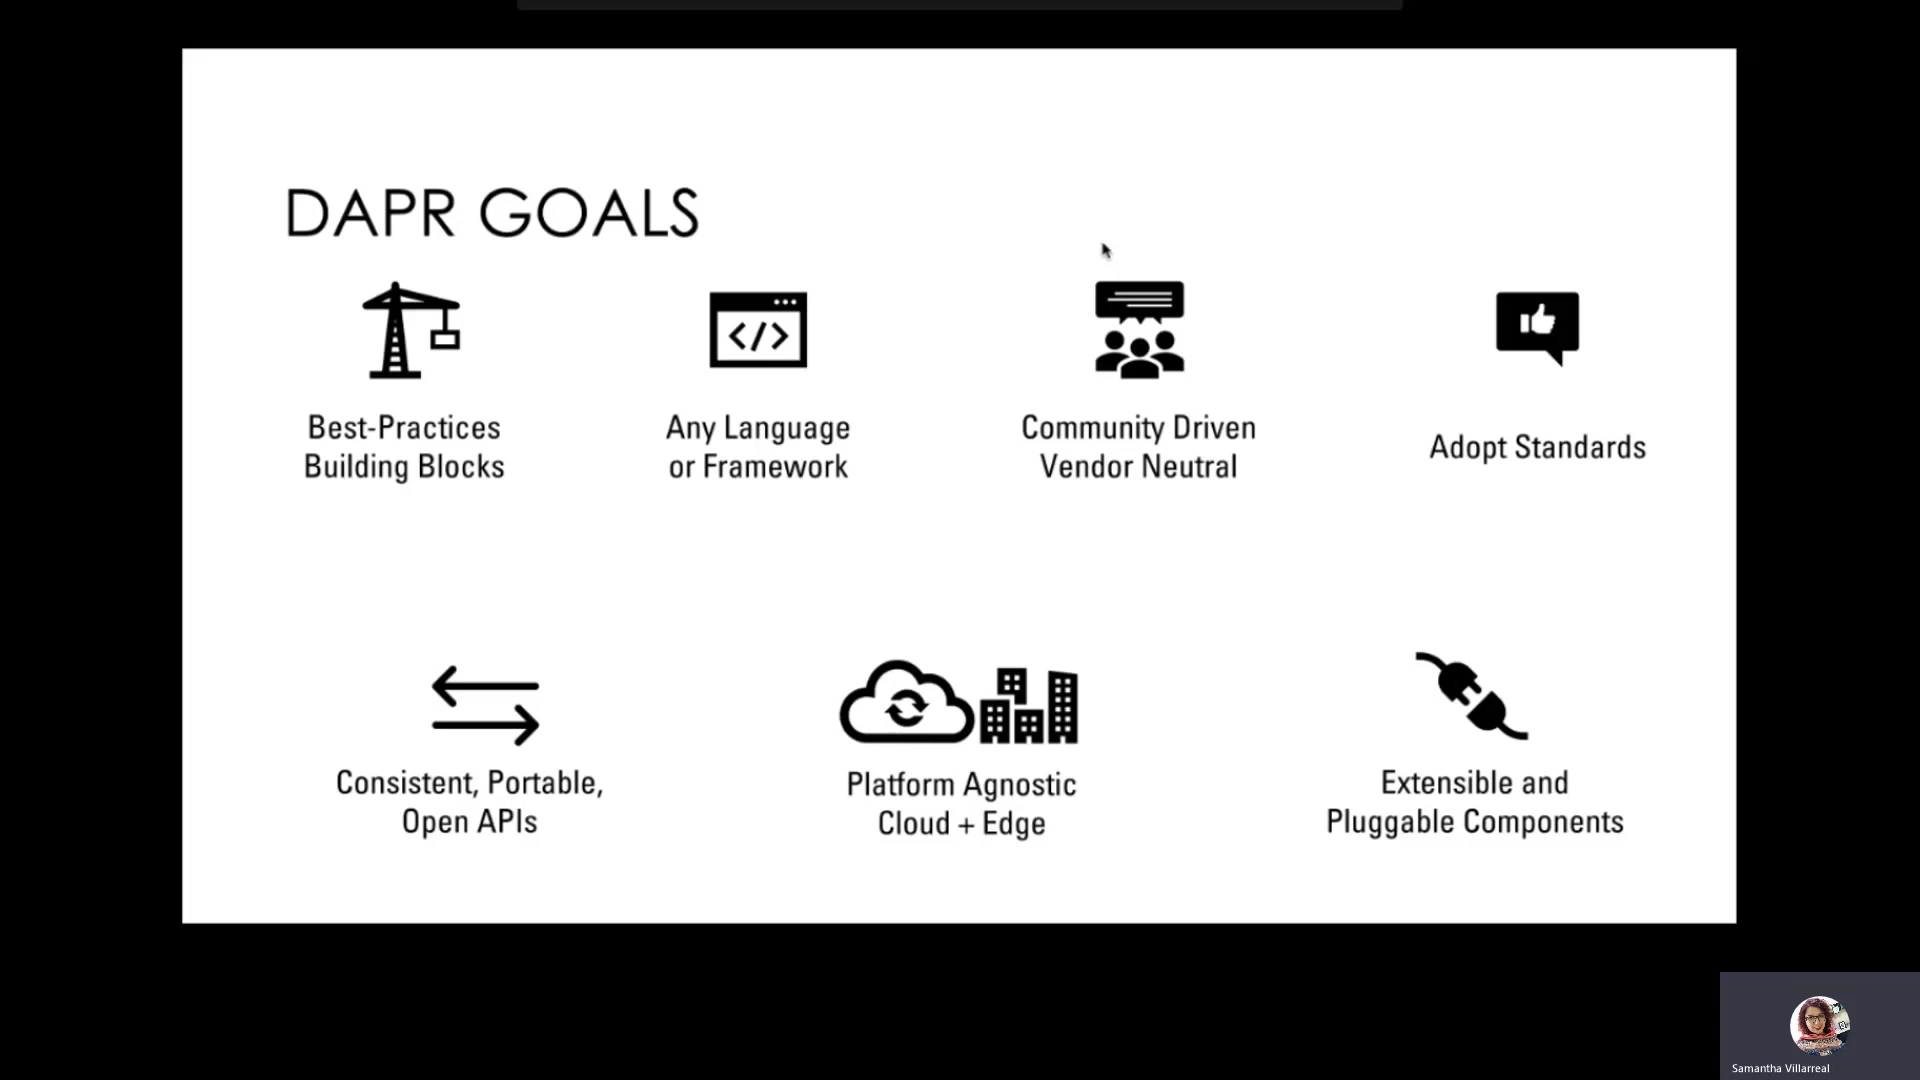 DAPR GOALS
Best-Practices
Building Blocks
Any Language
or Framework
</>
Community Driven
Vendor Neutral
Adopt Standards
Consistent, Portable,
Open APIs
Platform Agnostic
Cloud + Edge
Extensible and
Pluggable Components
Samantha Villarreal